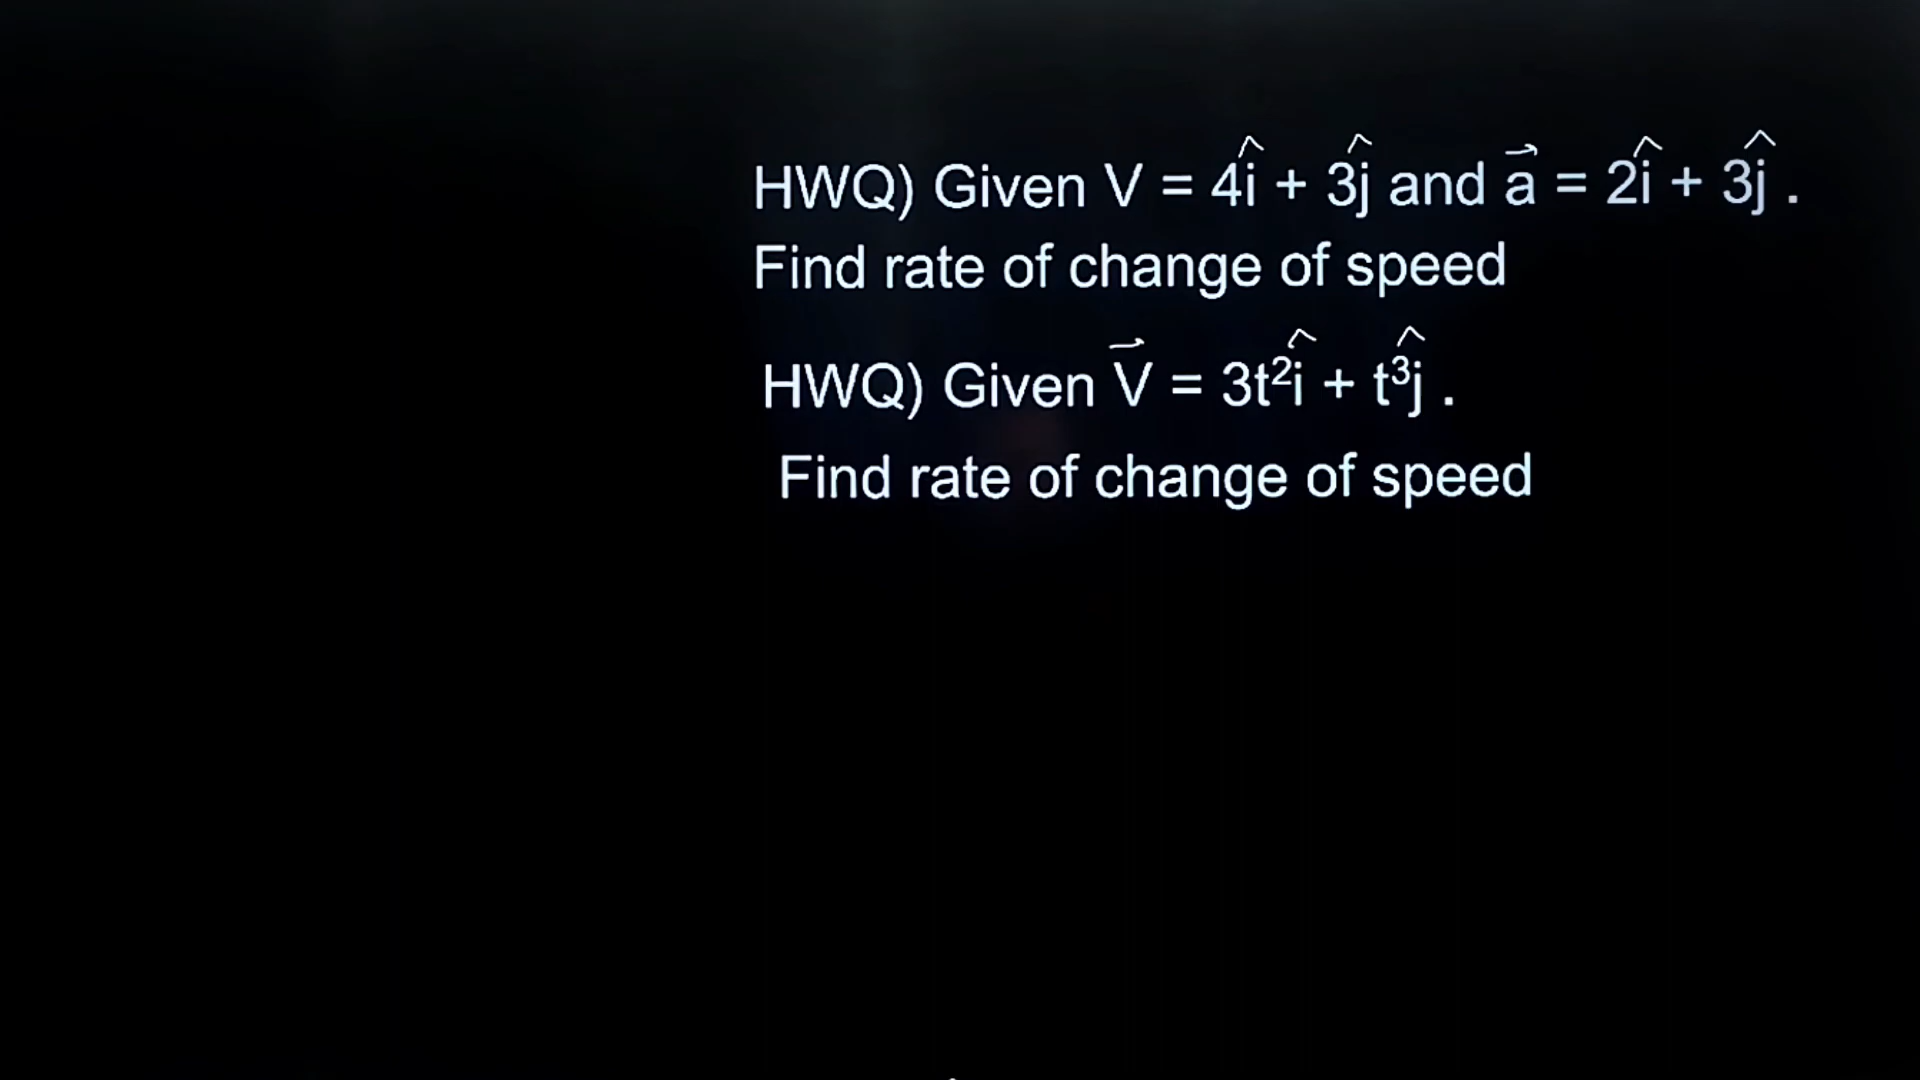 HWQ) Given V = 4î + 3ĵ and a⃗ = 2î + 3ĵ .
Find rate of change of speed
HWQ) Given V⃗ = 3t²î + t³ĵ .
Find rate of change of speed